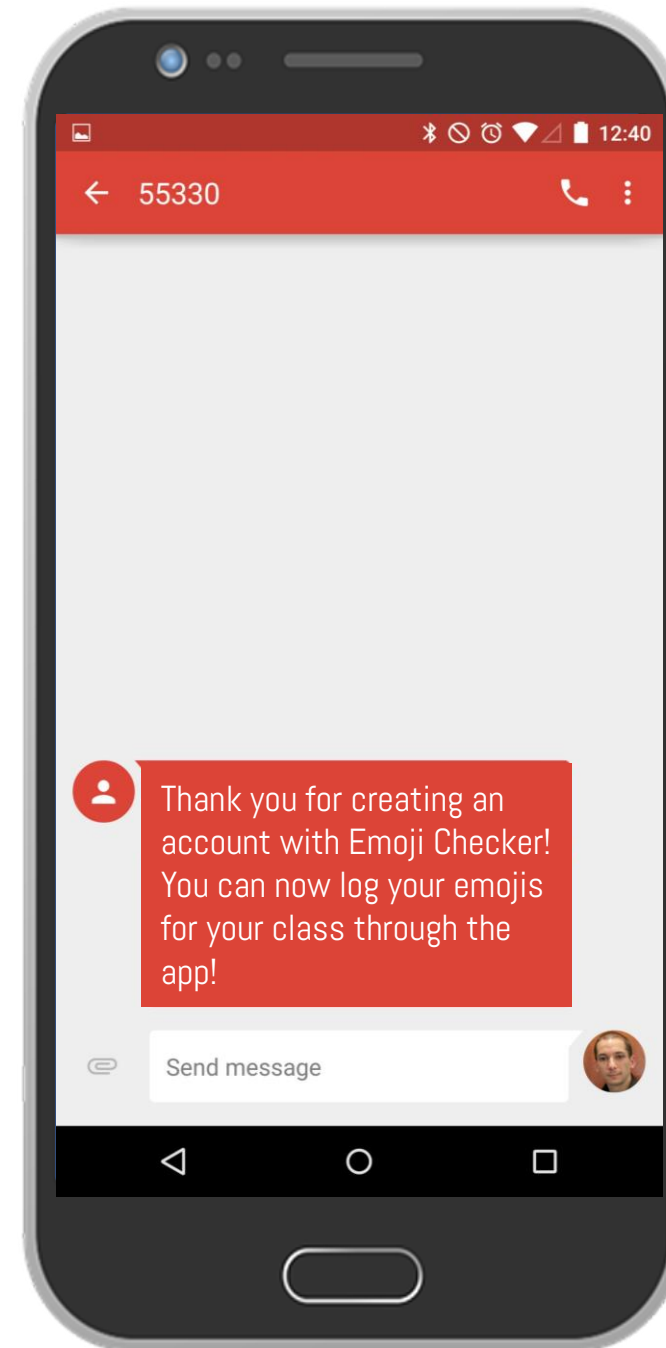 12:40
55330
Thank you for creating an
account with Emoji Checker!
You can now log your emojis
for your class through the
app!
Send message